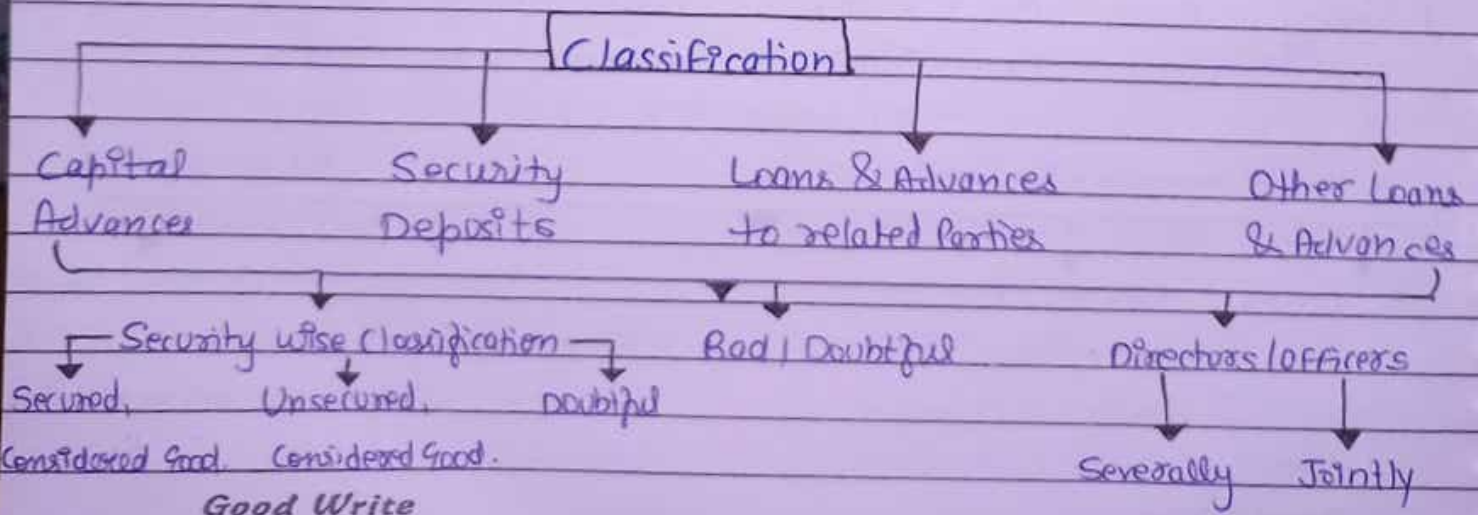 Classification
Capital Security Loans & Advances Other Loans
Advances Deposits to related Parties & Advances
Security wise Classification Bad / Doubtful Directors / Officers
Secured, Unsecured, Doubtful
Considered Good. Considered Good. Severally Jointly
Good Write